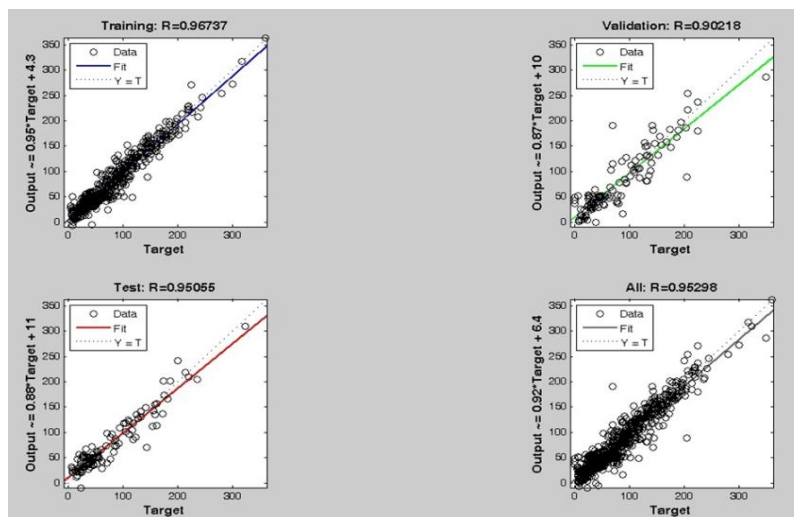 Training: R=0.96737
Output ~= 0.95*Target + 4.3
350
300
250
200
150
100
50
0
Data
Fit
Y = T
0
100
200
300
Target
Validation: R=0.90218
Output ~= 0.87*Target + 10
350
300
250
200
150
100
50
0
Data
Fit
Y = T
0
100
200
300
Target
Test: R=0.95055
Output ~= 0.88*Target + 11
350
300
250
200
150
100
50
0
Data
Fit
Y = T
0
100
200
300
Target
All: R=0.95298
Output ~= 0.92*Target + 6.4
350
300
250
200
150
100
50
0
Data
Fit
Y = T
0
100
200
300
Target